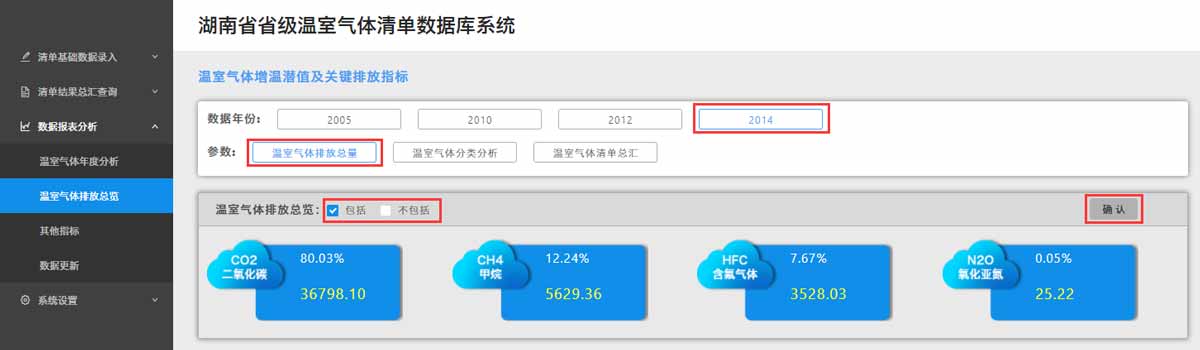 湖南省省级温室气体清单数据库系统
清单基础数据录入
清单结果总汇查询
数据报表分析
温室气体年度分析
温室气体排放总览
其他指标
数据更新
系统设置
温室气体增温潜值及关键排放指标
数据年份: 2005 2010 2012 2014
参数: 温室气体排放总量 温室气体分类分析 温室气体清单总汇
温室气体排放总览: 包括 不包括 确认
CO2
二氧化碳
80.03%
36798.10
CH4
甲烷
12.24%
5629.36
HFC
含氟气体
7.67%
3528.03
N2O
氧化亚氮
0.05%
25.22